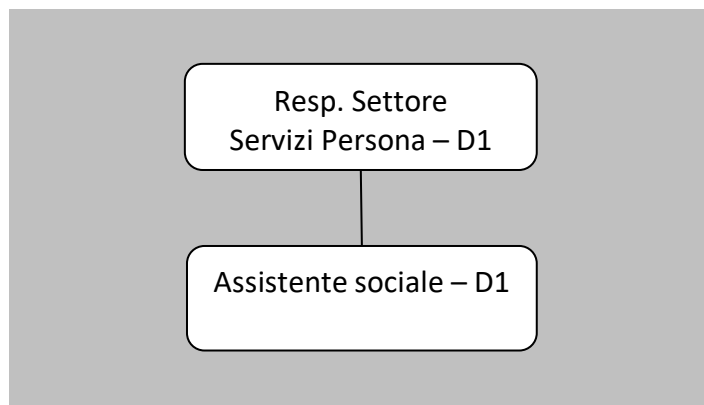 Resp. Settore
Servizi Persona – D1
Assistente sociale – D1